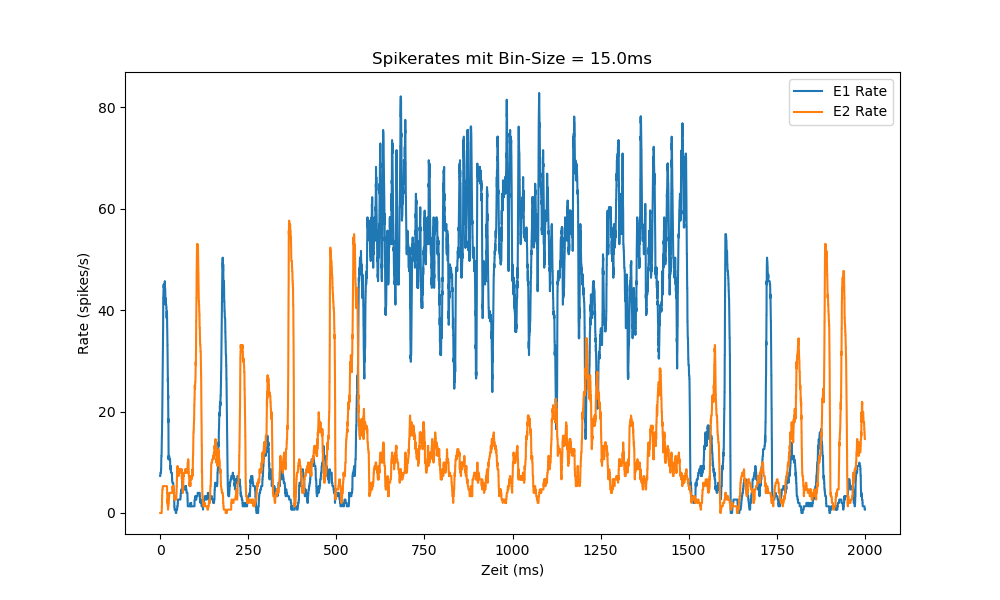 Spikerates mit Bin-Size = 15.0ms
E1 Rate
E2 Rate
Rate (spikes/s)
80
60
40
20
0
0 250 500 750 1000 1250 1500 1750 2000
Zeit (ms)